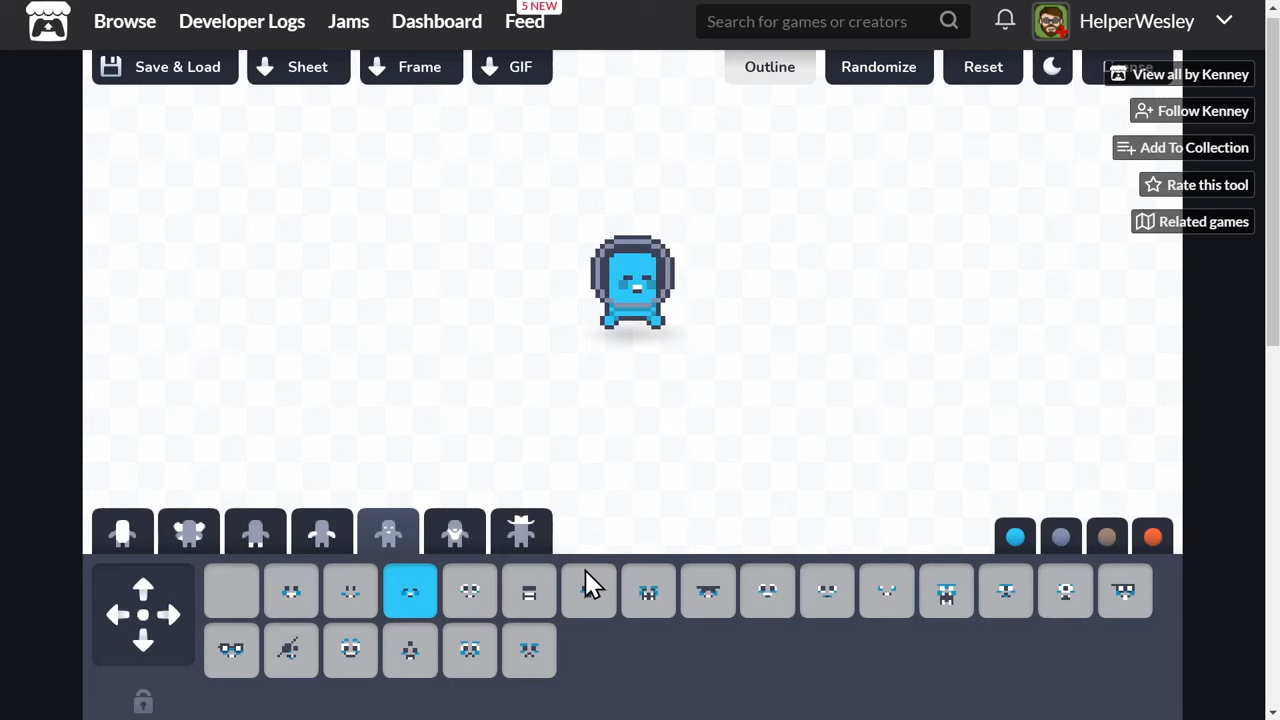 5 NEW
Browse Developer Logs Jams Dashboard Feed Search for games or creators HelperWesley
Save & Load Sheet Frame GIF Outline Randomize Reset
View all by Kenney
Follow Kenney
Add To Collection
Rate this tool
Related games